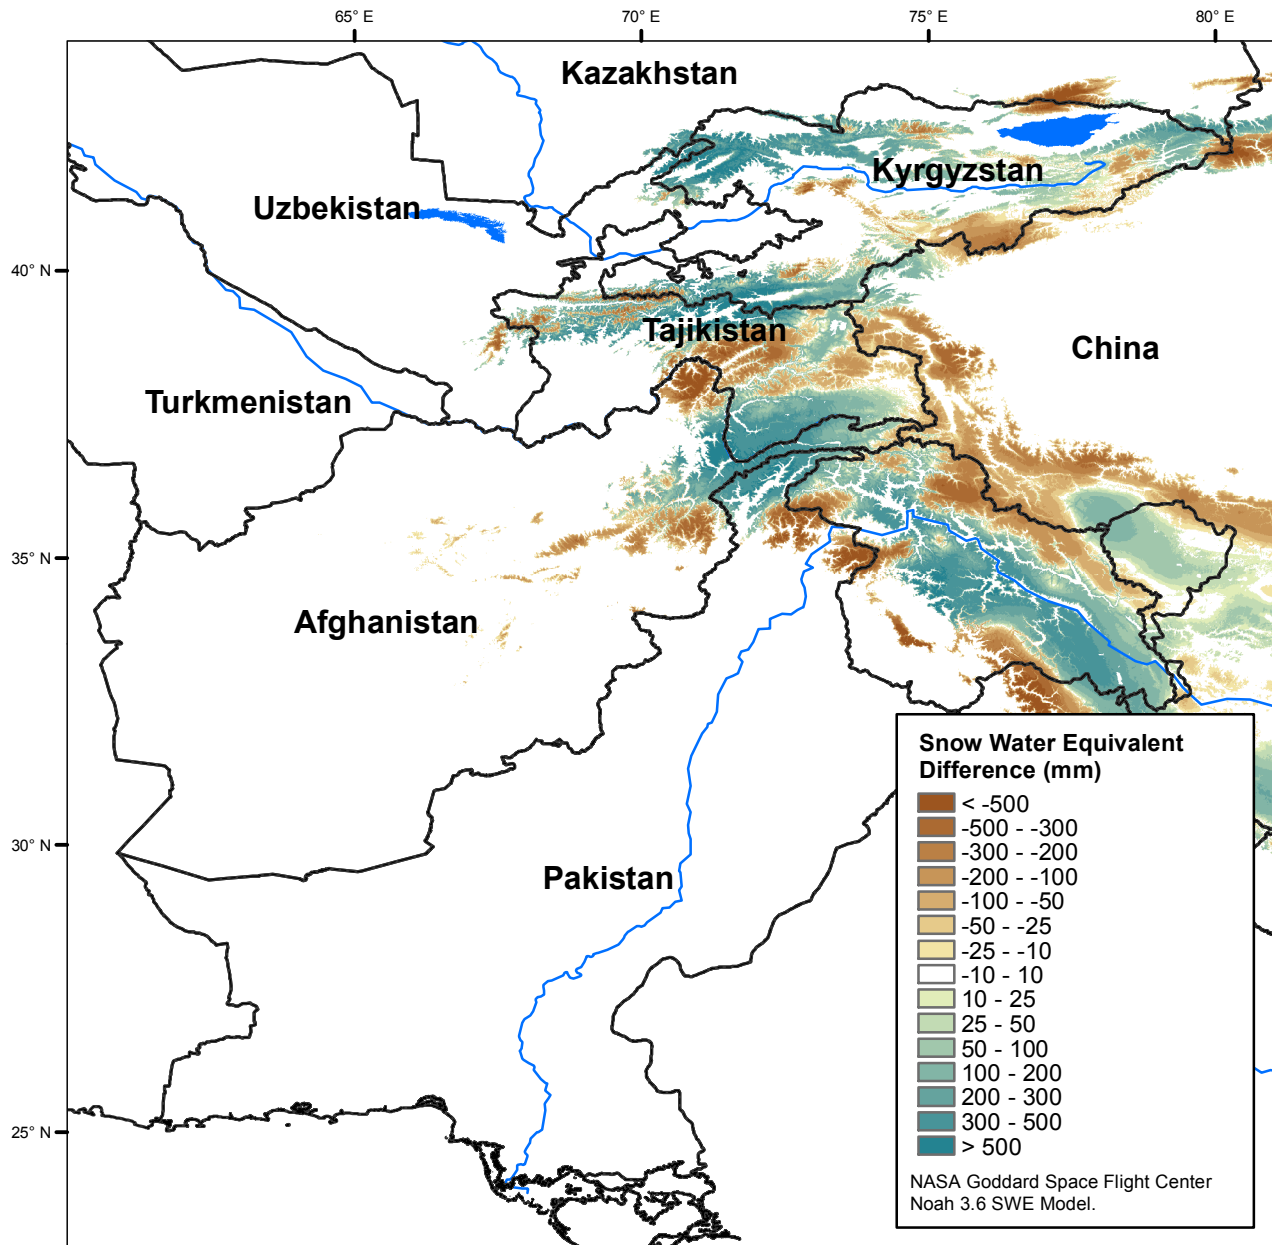 65° E
70° E
75° E
80° E
Kazakhstan
Kyrgyzstan
Uzbekistan
40° N
Tajikistan
China
Turkmenistan
35° N
Afghanistan
Snow Water Equivalent
Difference (mm)
< -500
-500 - -300
-300 - -200
-200 - -100
-100 - -50
-50 - -25
-25 - -10
-10 - 10
10 - 25
25 - 50
50 - 100
100 - 200
200 - 300
300 - 500
> 500
30° N
Pakistan
25° N
NASA Goddard Space Flight Center
Noah 3.6 SWE Model.